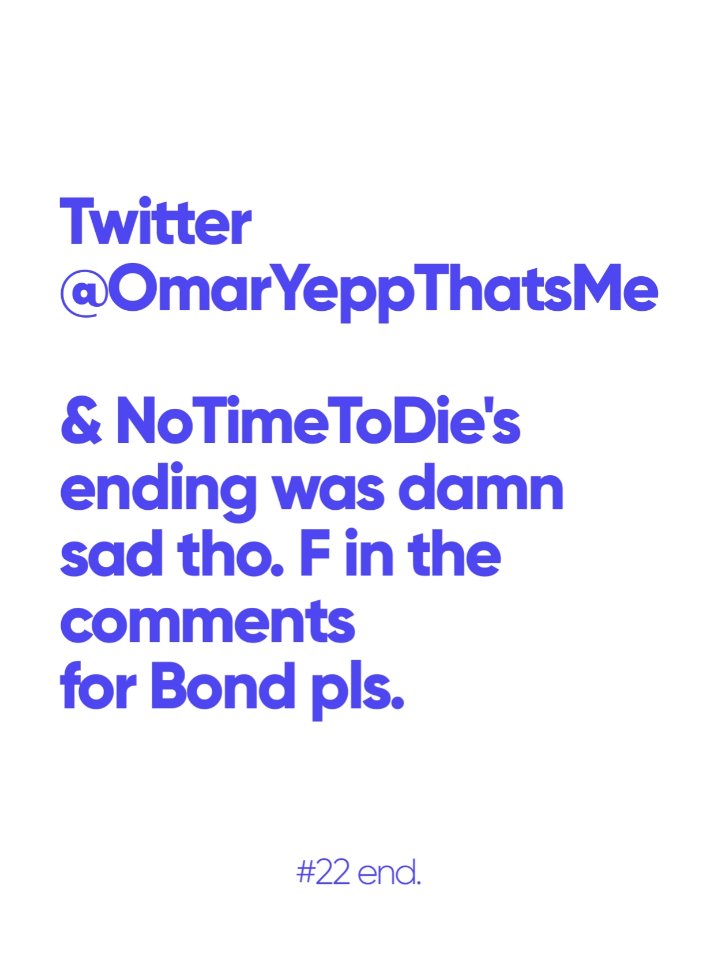 Twitter
@OmarYeppThatsMe
& NoTimeToDie's
ending was damn
sad tho. F in the
comments
for Bond pls.
#22 end.